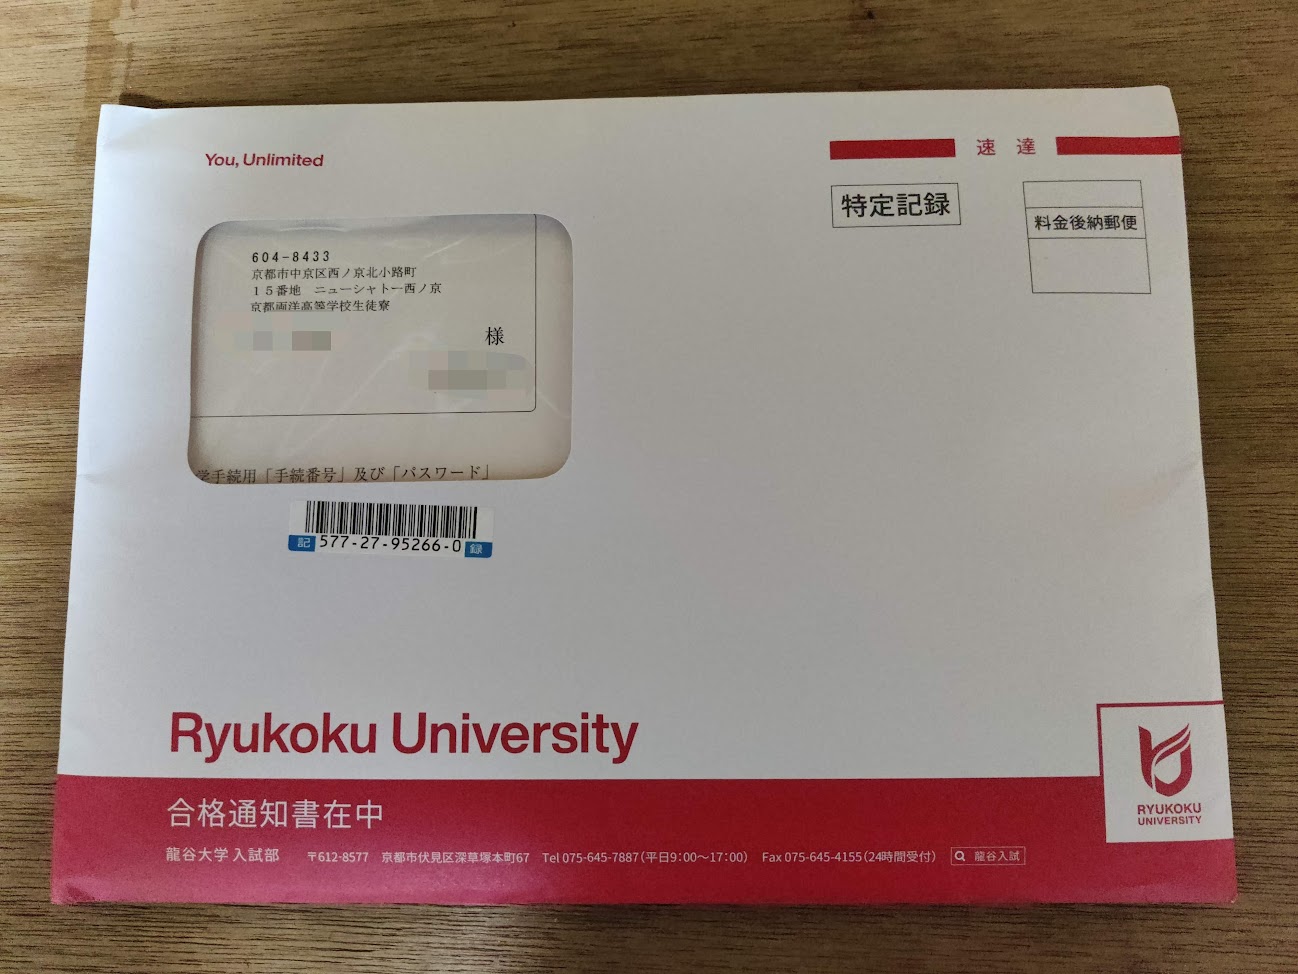 You, Unlimited
速達
特定記録
料金後納郵便
604-8433
京都市中京区西ノ京北小路町
15番地 ニューシャトー西ノ京
京都両洋高等学校生徒寮
様
学手続用「手続番号」及び「パスワード」
記 577-27-95266-0 録
Ryukoku University
合格通知書在中
龍谷大学 入試部 〒612-8577 京都市伏見区深草塚本町67 Tel 075-645-7887(平日9:00~17:00) Fax 075-645-4155(24時間受付) 龍谷入試
RYUKOKU
UNIVERSITY